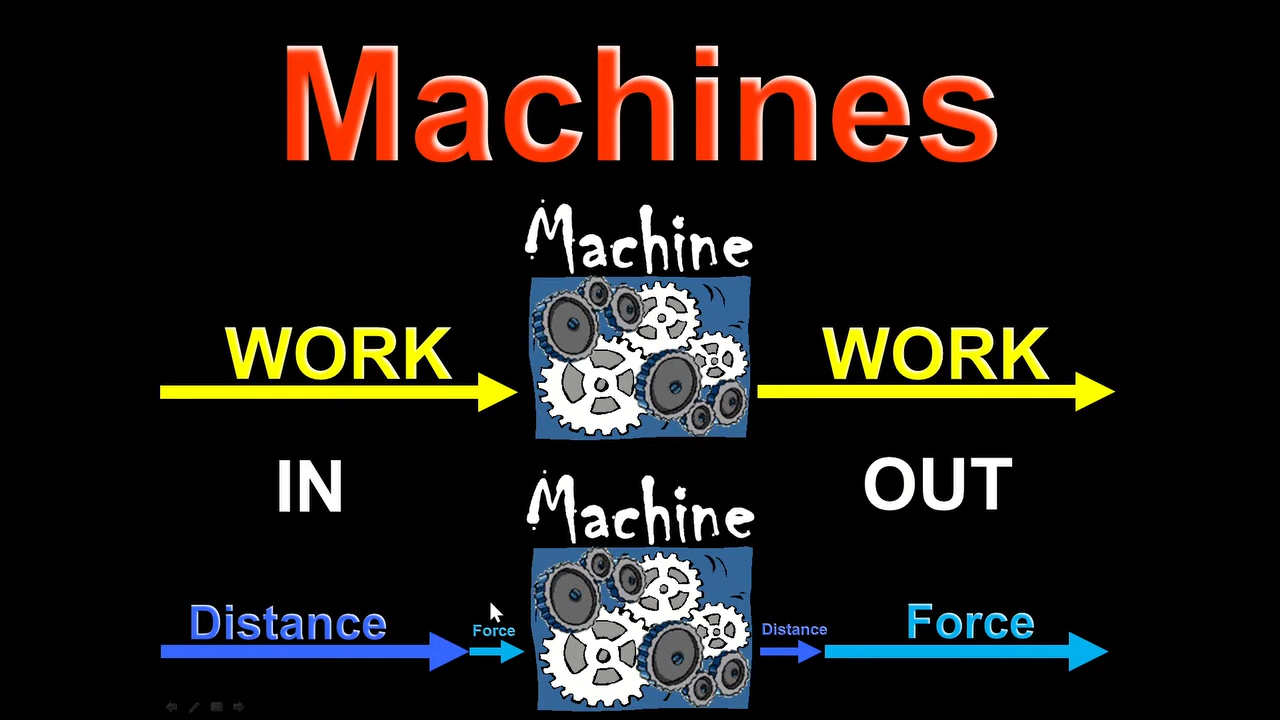 Machines
Machine
WORK WORK
IN OUT
Machine
Distance Force Distance Force